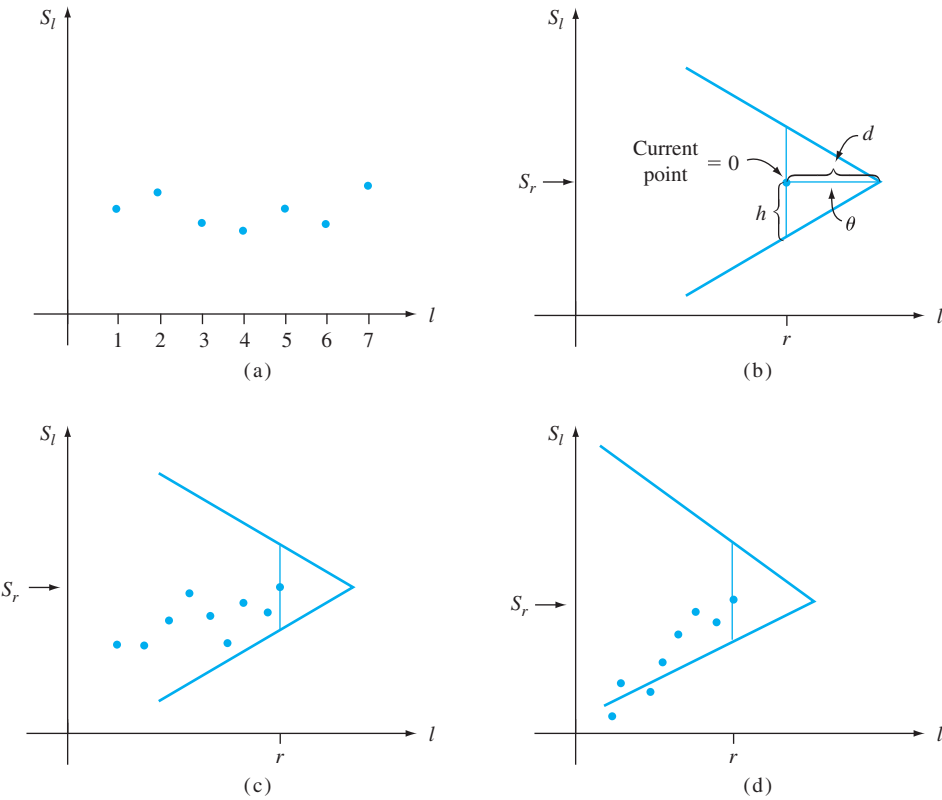 S_l
l
1 2 3 4 5 6 7
(a)
S_l
d
Current
point = 0
S_r
h
θ
l
r
(b)
S_l
S_r
l
r
(c)
S_l
S_r
l
r
(d)